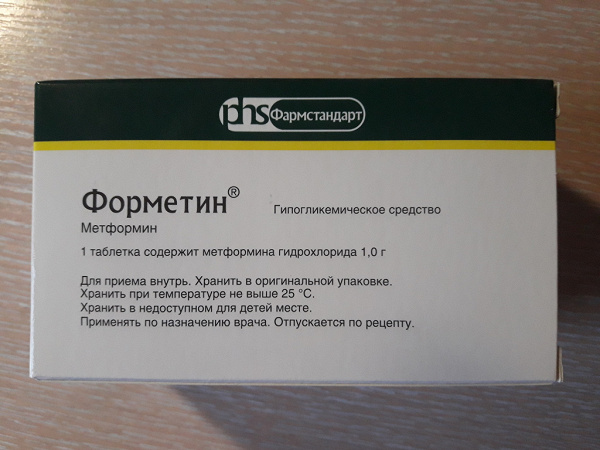 phs Фармстандарт
Форметин® Гипогликемическое средство
Метформин
1 таблетка содержит метформина гидрохлорида 1,0 г
Для приема внутрь. Хранить в оригинальной упаковке.
Хранить при температуре не выше 25 °C.
Хранить в недоступном для детей месте.
Применять по назначению врача. Отпускается по рецепту.